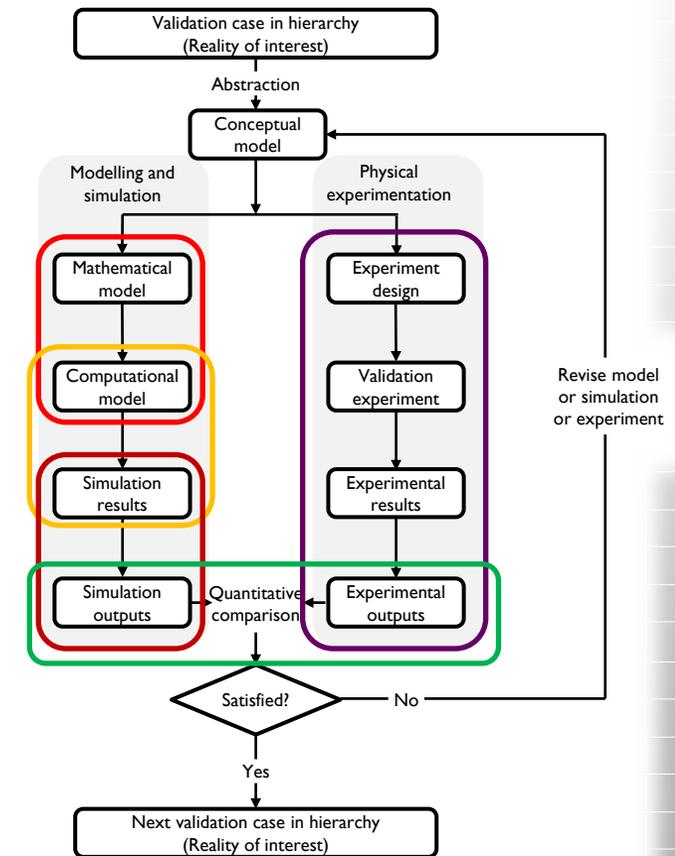 Validation case in hierarchy
(Reality of interest)
Abstraction
Conceptual
model
Modelling and
simulation
Physical
experimentation
Mathematical
model
Experiment
design
Computational
model
Validation
experiment
Revise model
or simulation
or experiment
Simulation
results
Experimental
results
Simulation
outputs
Quantitative
comparison
Experimental
outputs
Satisfied?
No
Yes
Next validation case in hierarchy
(Reality of interest)